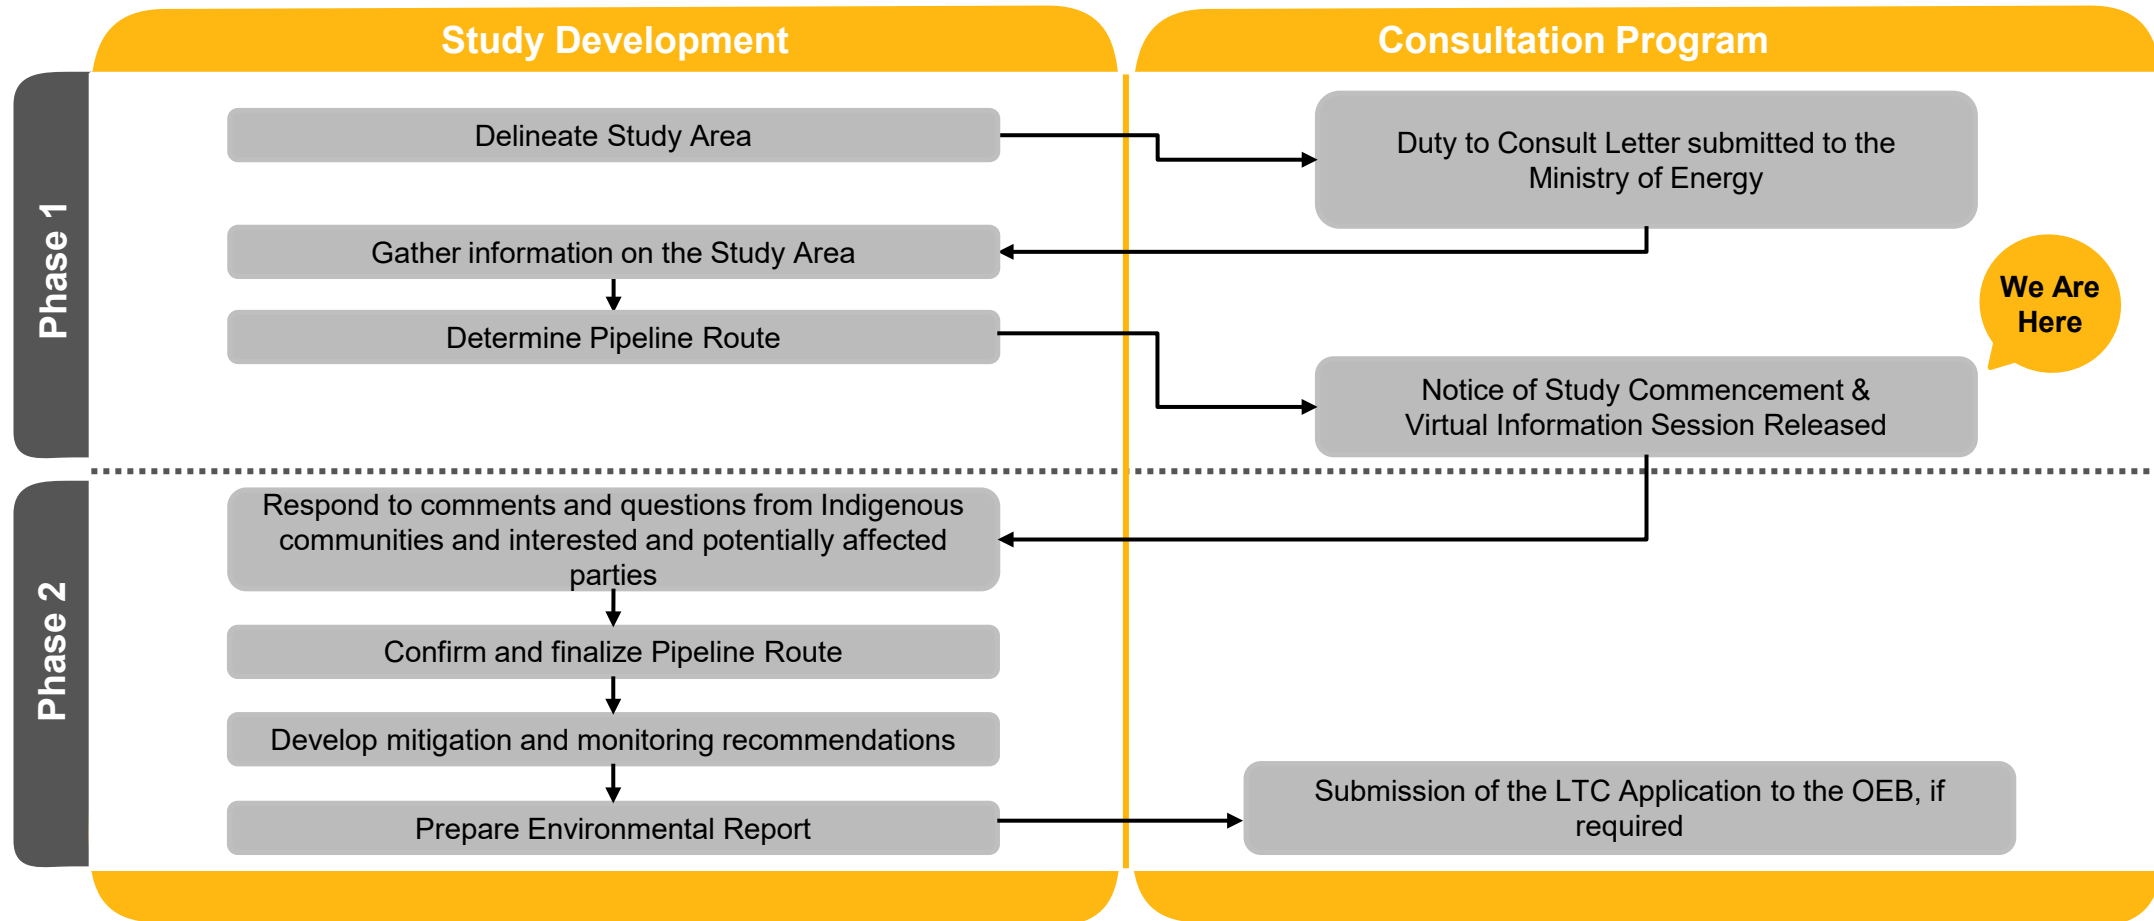 Study Development
Consultation Program
Phase 1
Delineate Study Area
Duty to Consult Letter submitted to the
Ministry of Energy
Gather information on the Study Area
We Are
Here
Determine Pipeline Route
Notice of Study Commencement &
Virtual Information Session Released
Phase 2
Respond to comments and questions from Indigenous
communities and interested and potentially affected
parties
Confirm and finalize Pipeline Route
Develop mitigation and monitoring recommendations
Prepare Environmental Report
Submission of the LTC Application to the OEB, if
required